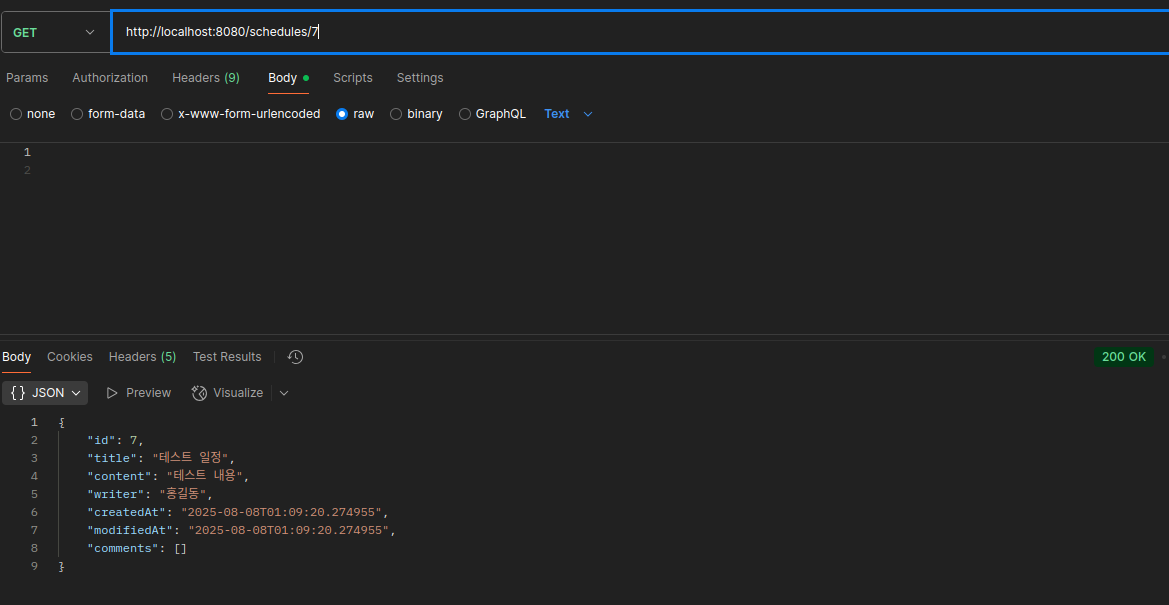 GET http://localhost:8080/schedules/7
Params Authorization Headers (9) Body Scripts Settings
none form-data x-www-form-urlencoded raw binary GraphQL Text
1
2
Body Cookies Headers (5) Test Results 200 OK
{} JSON Preview Visualize
1 {
2 "id": 7,
3 "title": "테스트 일정",
4 "content": "테스트 내용",
5 "writer": "홍길동",
6 "createdAt": "2025-08-08T01:09:20.274955",
7 "modifiedAt": "2025-08-08T01:09:20.274955",
8 "comments": []
9 }